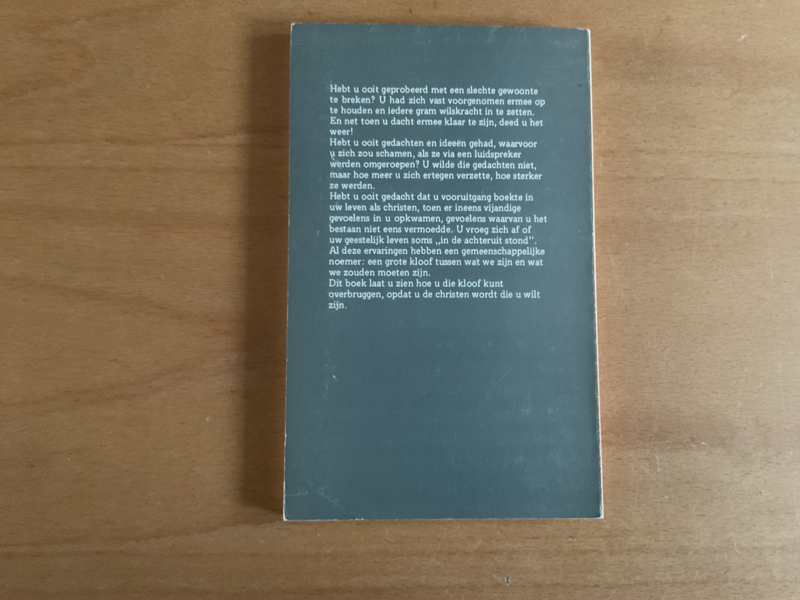 Hebt u ooit geprobeerd met een slechte gewoonte
te breken? U had zich vast voorgenomen ermee op
te houden en iedere gram wilskracht in te zetten.
En net toen u dacht ermee klaar te zijn, deed u het
weer!
Hebt u ooit gedachten en ideeën gehad, waarvoor
u zich zou schamen, als ze via een luidspreker
werden omgeroepen? U wilde die gedachten niet,
maar hoe meer u zich ertegen verzette, hoe sterker
ze werden.
Hebt u ooit gedacht dat u vooruitgang boekte in
uw leven als christen, toen er ineens vijandige
gevoelens in u opkwamen, gevoelens waarvan u het
bestaan niet eens vermoedde. U vroeg zich af of
uw geestelijk leven soms „in de achteruit stond”.
Al deze ervaringen hebben een gemeenschappelijke
noemer: een grote kloof tussen wat we zijn en wat
we zouden moeten zijn.
Dit boek laat u zien hoe u die kloof kunt
overbruggen, opdat u de christen wordt die u wilt
zijn.